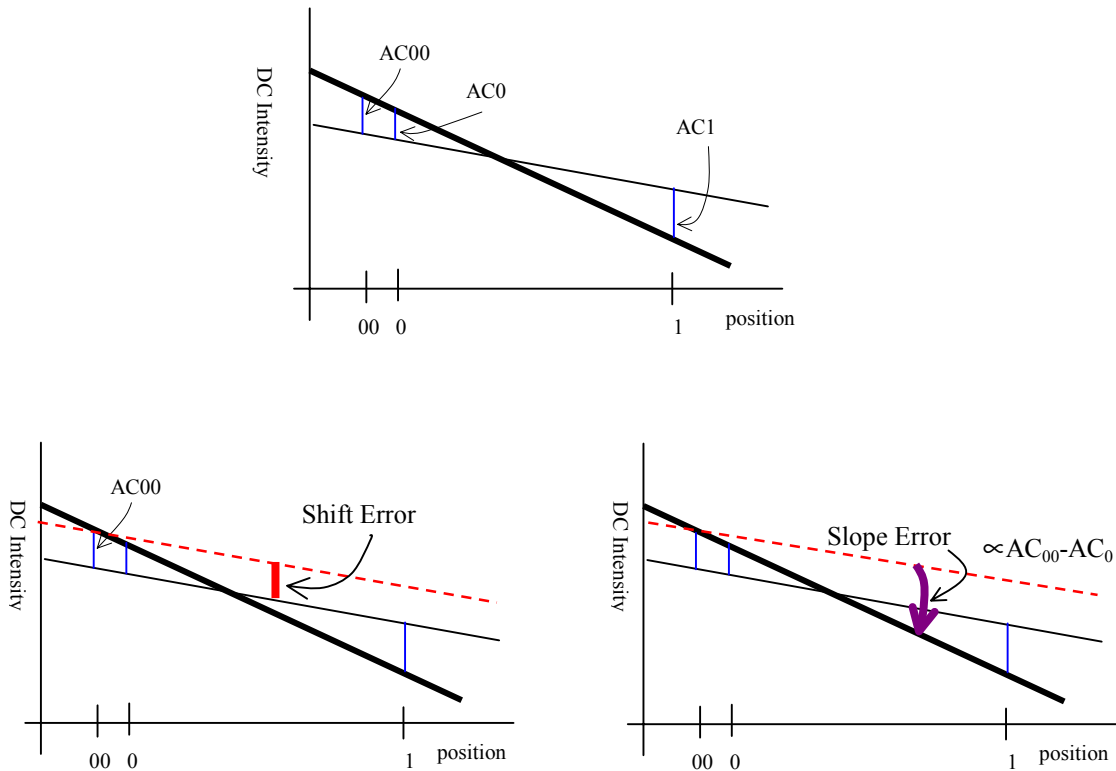 AC00
AC0
AC1
DC Intensity
00 0 1 position
AC00
Shift Error
DC Intensity
00 0 1 position
Slope Error
∝AC₀₀-AC₀
DC Intensity
00 0 1 position